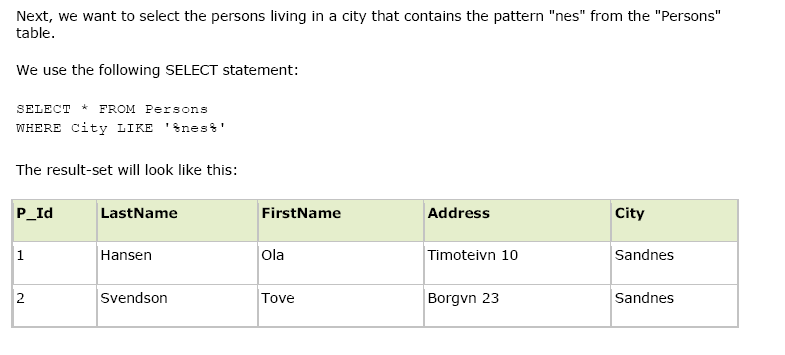 Next, we want to select the persons living in a city that contains the pattern "nes" from the "Persons"
table.
We use the following SELECT statement:
SELECT * FROM Persons
WHERE City LIKE '%nes%'
The result-set will look like this:
P_Id LastName FirstName Address City
1 Hansen Ola Timoteivn 10 Sandnes
2 Svendson Tove Borgvn 23 Sandnes